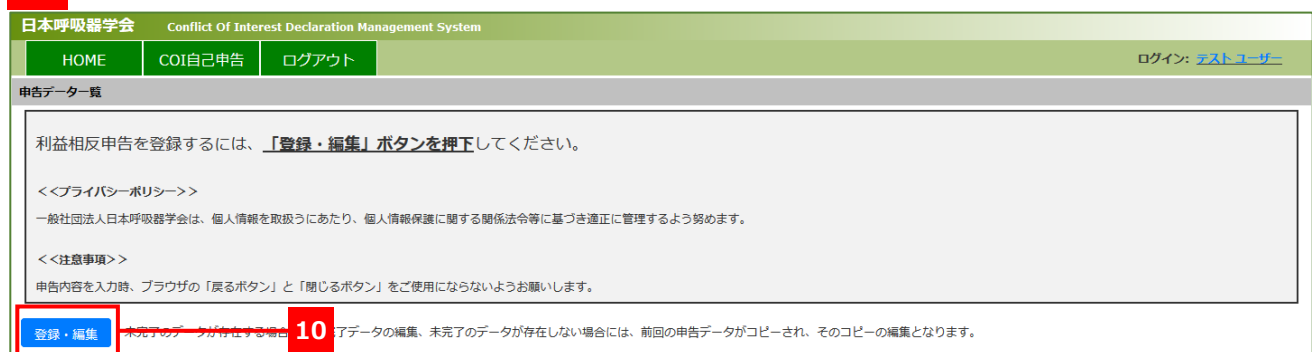 日本呼吸器学会 Conflict Of Interest Declaration Management System
HOME COI自己申告 ログアウト ログイン: テスト ユーザー
申告データ一覧
利益相反申告を登録するには、「登録・編集」ボタンを押下してください。
<<プライバシーポリシー>>
一般社団法人日本呼吸器学会は、個人情報を取扱うにあたり、個人情報保護に関する関係法令等に基づき適正に管理するよう努めます。
<<注意事項>>
申告内容を入力時、ブラウザの「戻るボタン」と「閉じるボタン」をご使用にならないようお願いします。
登録・編集 未完了のデータが存在する場合 10 了データの編集、未完了のデータが存在しない場合には、前回の申告データがコピーされ、そのコピーの編集となります。